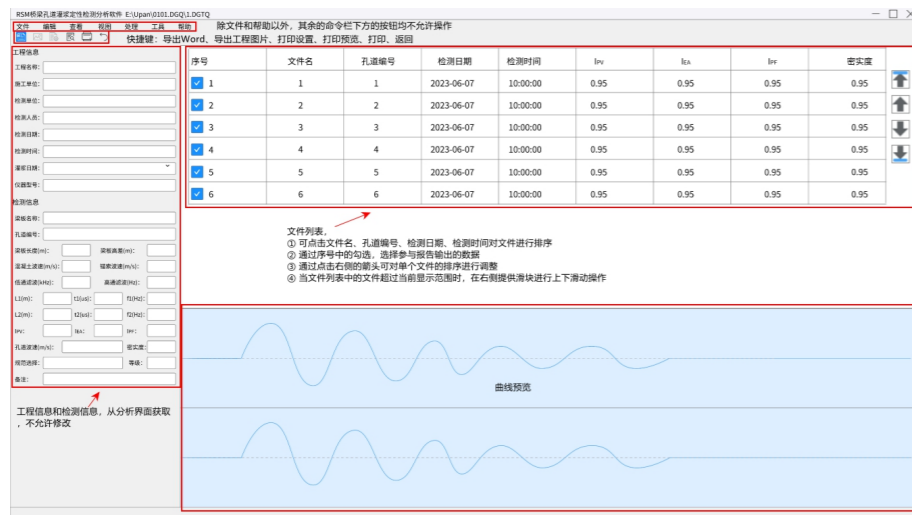 RSM桥梁孔道灌浆定性检测分析软件 E:\Upan\0101.DGQ\1.DGTQ
文件 编辑 查看 视图 处理 工具 帮助 除文件和帮助以外，其余的命令栏下方的按钮均不允许操作
快捷键：导出Word、导出工程图片、打印设置、打印预览、打印、返回
工程信息
工程名称：
施工单位：
检测单位：
检测人员：
检测日期：
检测时间：
灌浆日期：
仪器型号：
检测信息
梁板名称：
孔道编号：
梁板长度(m)： 梁板高差(m)：
混凝土波速(m/s)： 锚索波速(m/s)：
低通滤波(kHz)： 高通滤波(Hz)：
L1(m)： t1(us)： f1(Hz)：
L2(m)： t2(us)： f2(Hz)：
IPV： IEA： IPF：
孔道波速(m/s)： 密实度：
规范选择： 等级：
备注：
工程信息和检测信息，从分析界面获取
，不允许修改
序号 文件名 孔道编号 检测日期 检测时间 IPV IEA IPF 密实度
1 1 1 2023-06-07 10:00:00 0.95 0.95 0.95 0.95
2 2 2 2023-06-07 10:00:00 0.95 0.95 0.95 0.95
3 3 3 2023-06-07 10:00:00 0.95 0.95 0.95 0.95
4 4 4 2023-06-07 10:00:00 0.95 0.95 0.95 0.95
5 5 5 2023-06-07 10:00:00 0.95 0.95 0.95 0.95
6 6 6 2023-06-07 10:00:00 0.95 0.95 0.95 0.95
文件列表，
① 可点击文件名、孔道编号、检测日期、检测时间对文件进行排序
② 通过序号中的勾选，选择参与报告输出的数据
③ 通过点击右侧的箭头可对单个文件的排序进行调整
④ 当文件列表中的文件超过当前显示范围时，在右侧提供滑块进行上下滑动操作
曲线预览